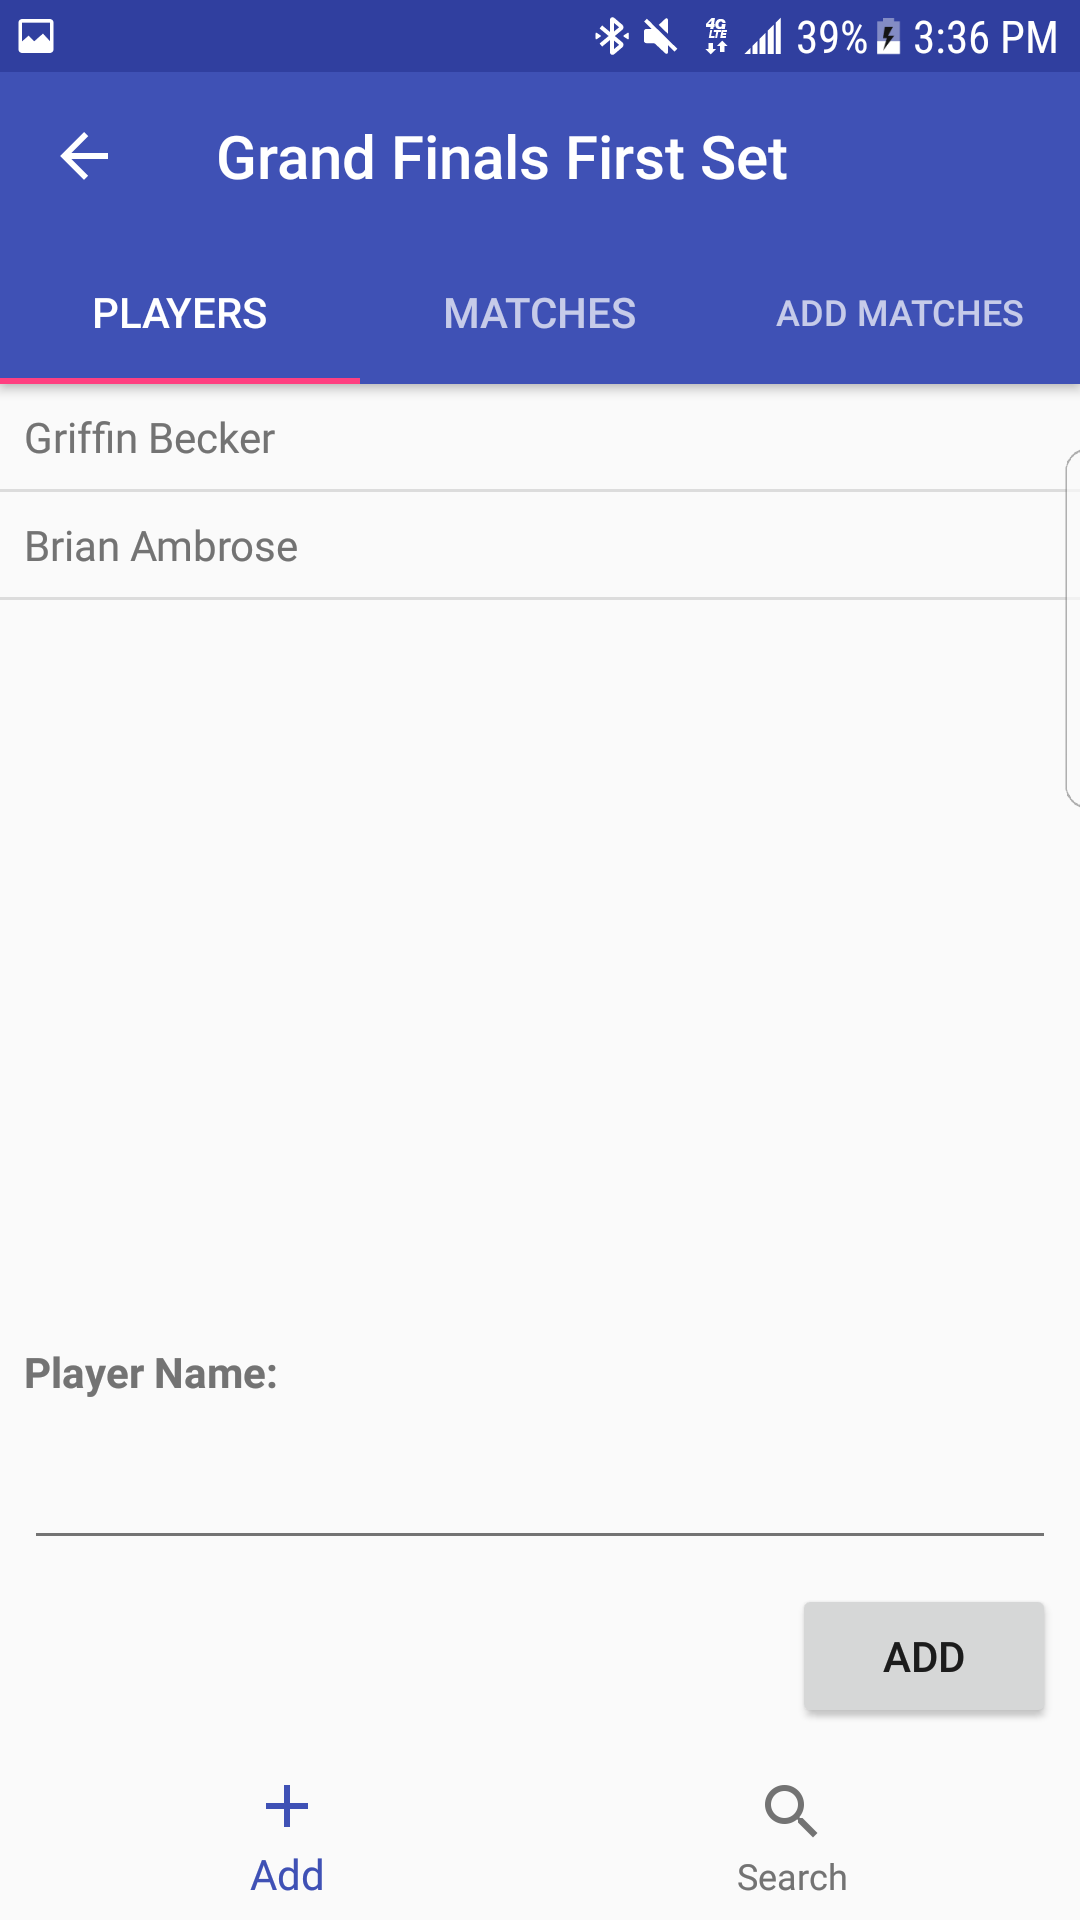 4G LTE 39% 3:36 PM
Grand Finals First Set
PLAYERS MATCHES ADD MATCHES
Griffin Becker
Brian Ambrose
Player Name:
ADD
Add Search